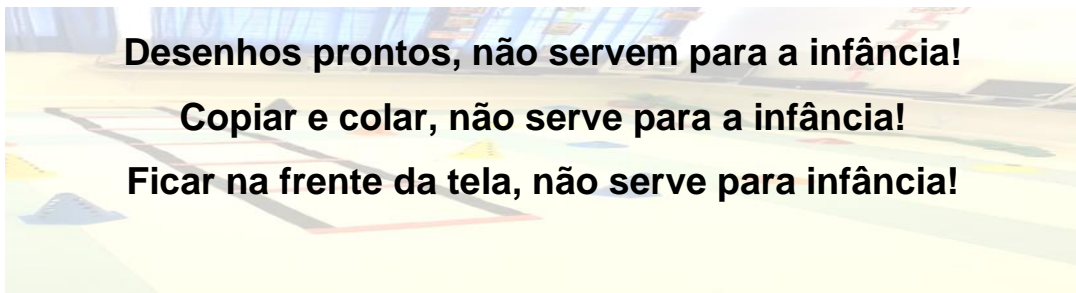 Desenhos prontos, não servem para a infância!
Copiar e colar, não serve para a infância!
Ficar na frente da tela, não serve para infância!